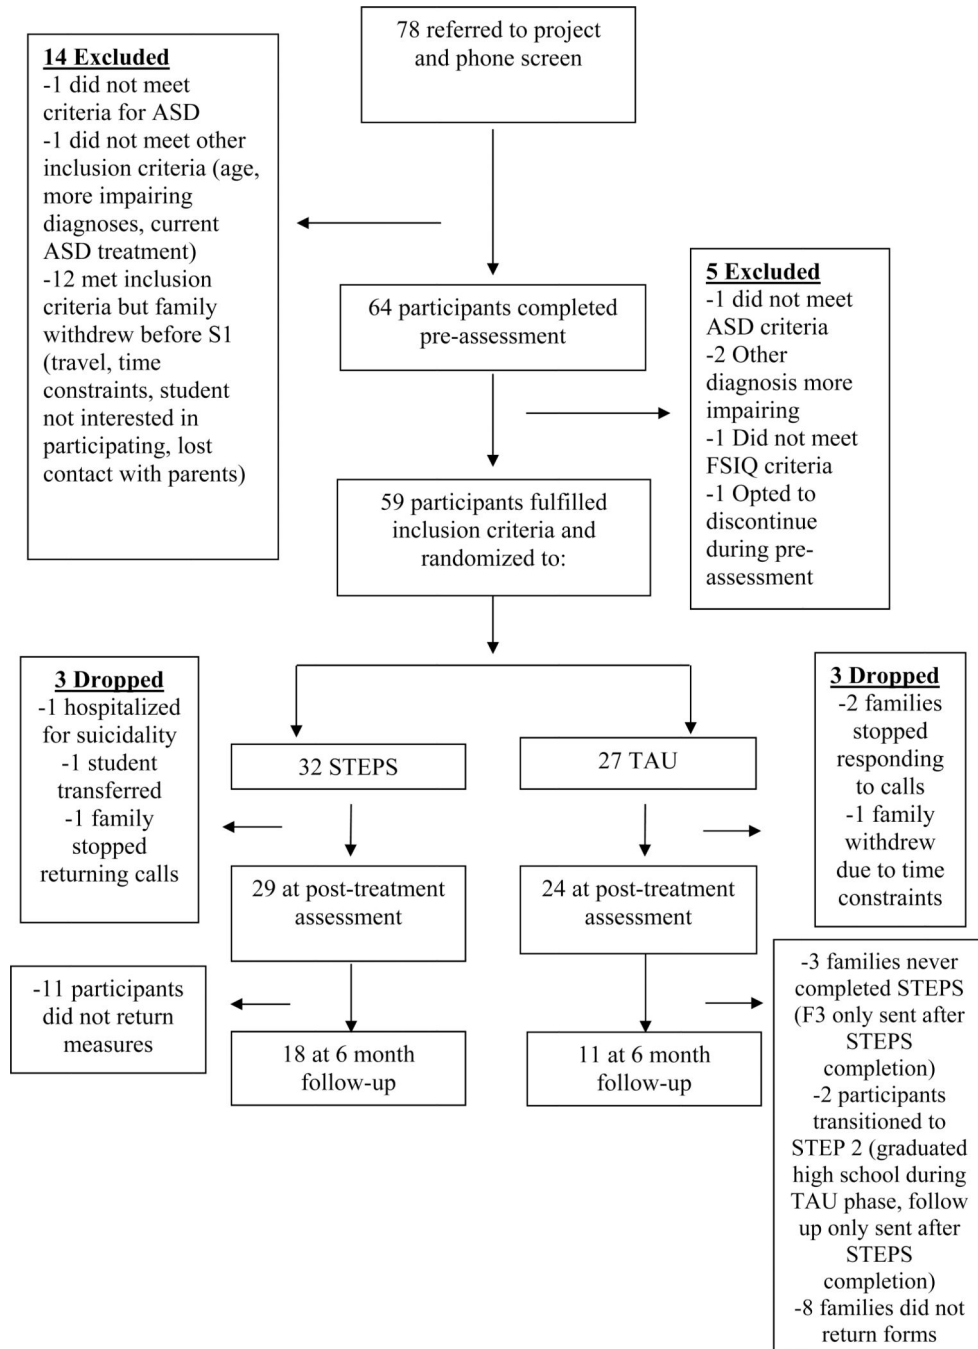 78 referred to project
and phone screen
14 Excluded
-1 did not meet
criteria for ASD
-1 did not meet other
inclusion criteria (age,
more impairing
diagnoses, current
ASD treatment)
-12 met inclusion
criteria but family
withdrew before S1
(travel, time
constraints, student
not interested in
participating, lost
contact with parents)
64 participants completed
pre-assessment
5 Excluded
-1 did not meet
ASD criteria
-2 Other
diagnosis more
impairing
-1 Did not meet
FSIQ criteria
-1 Opted to
discontinue
during pre-
assessment
59 participants fulfilled
inclusion criteria and
randomized to:
3 Dropped
-1 hospitalized
for suicidality
-1 student
transferred
-1 family
stopped
returning calls
32 STEPS
27 TAU
3 Dropped
-2 families
stopped
responding
to calls
-1 family
withdrew
due to time
constraints
29 at post-treatment
assessment
24 at post-treatment
assessment
-11 participants
did not return
measures
18 at 6 month
follow-up
11 at 6 month
follow-up
-3 families never
completed STEPS
(F3 only sent after
STEPS
completion)
-2 participants
transitioned to
STEP 2 (graduated
high school during
TAU phase, follow
up only sent after
STEPS
completion)
-8 families did not
return forms